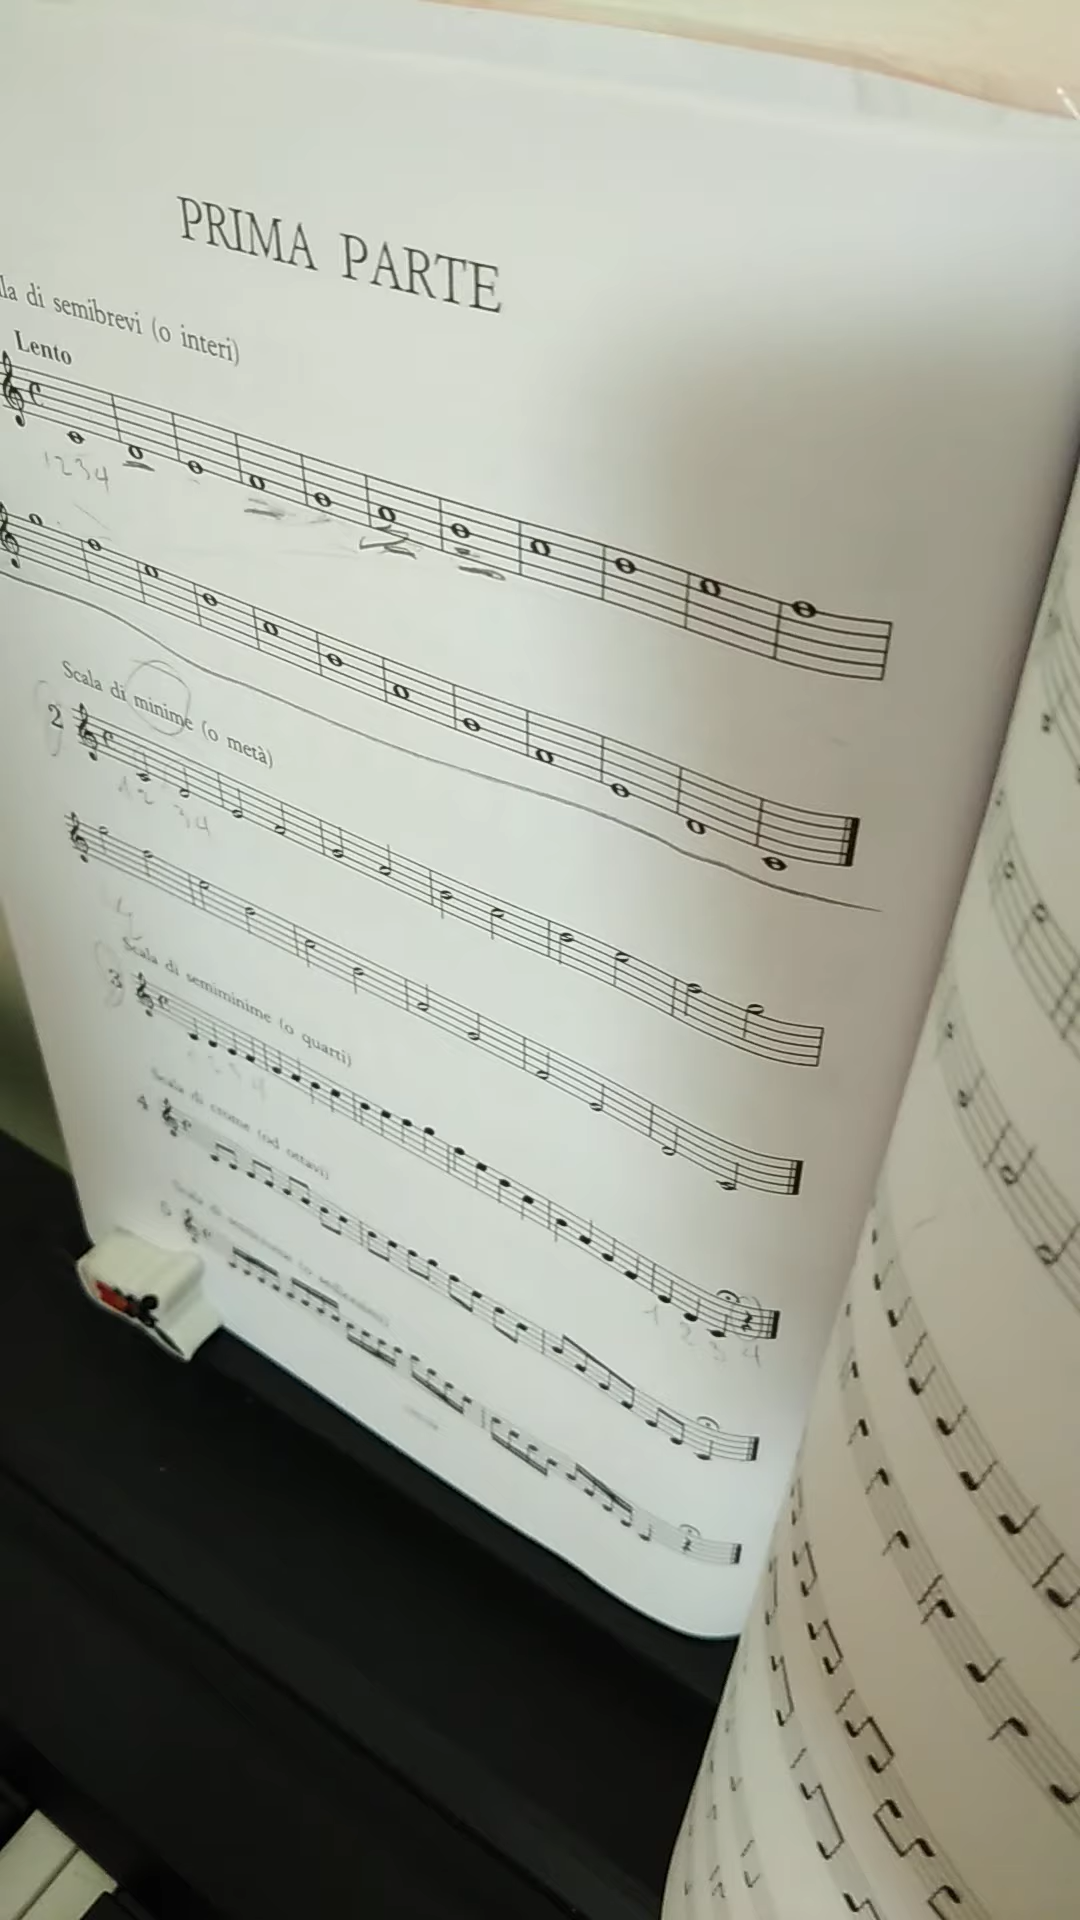 PRIMA PARTE
di semibrevi (o interi)
Lento
1 2 3 4
Scala di minime (o metà)
2
1 2 3 4
Scala di semiminime (o quarti)
3
1 2 3 4
1 2 3 4
Scala di crome (od ottavi)
4
Scala di